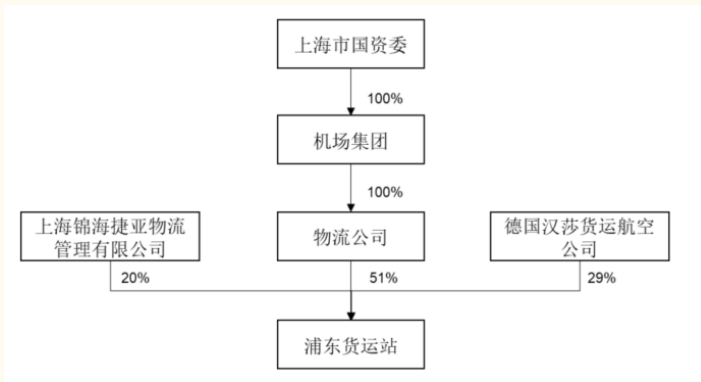 上海市国资委
100%
机场集团
100%
上海锦海捷亚物流
管理有限公司
物流公司
德国汉莎货运航空
公司
20%
51%
29%
浦东货运站